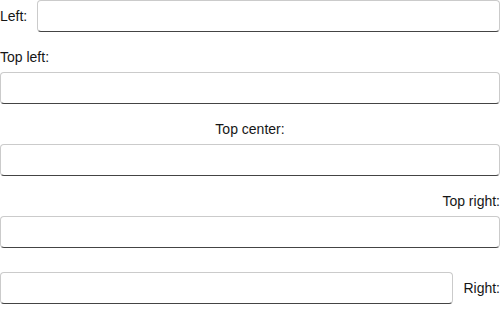 Left:
Top left:
Top center:
Top right:
Right: